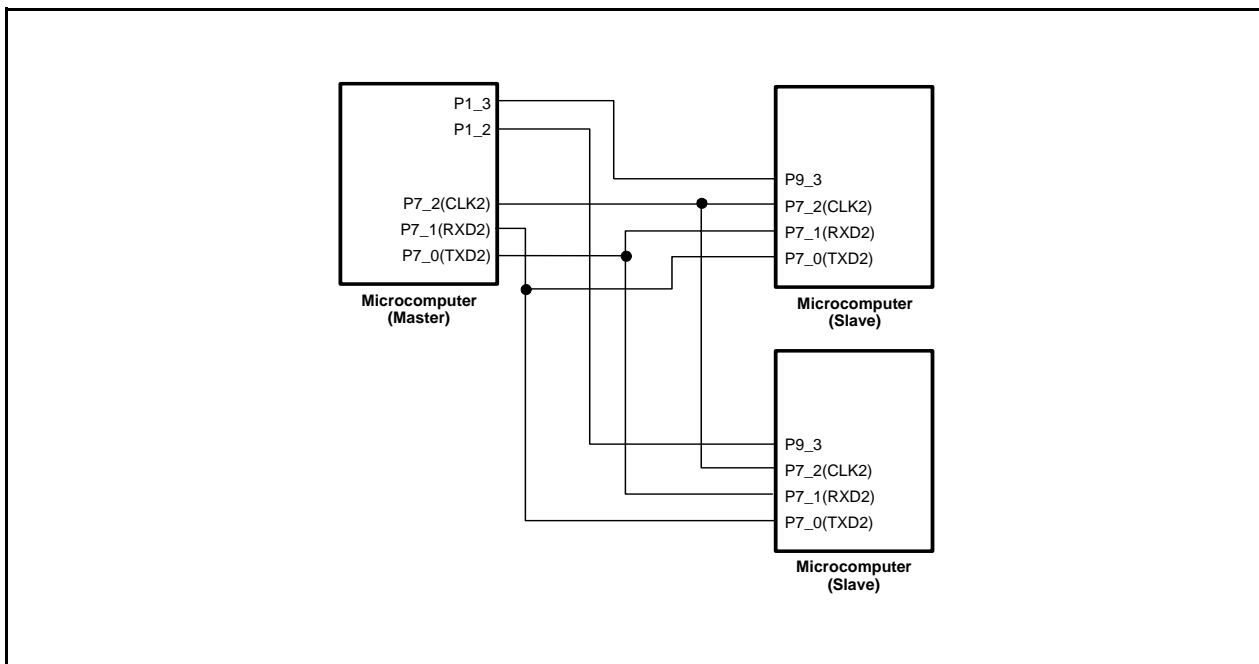 P1_3
P1_2
P7_2(CLK2)
P7_1(RXD2)
P7_0(TXD2)
Microcomputer
(Master)
P9_3
P7_2(CLK2)
P7_1(RXD2)
P7_0(TXD2)
Microcomputer
(Slave)
P9_3
P7_2(CLK2)
P7_1(RXD2)
P7_0(TXD2)
Microcomputer
(Slave)